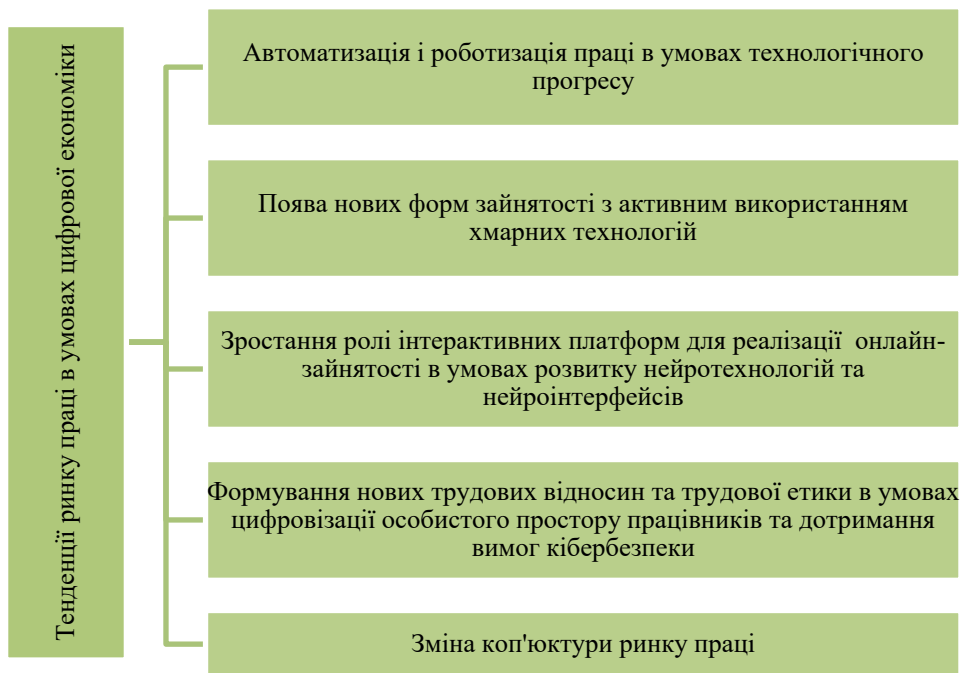 Тенденції ринку праці в умовах цифрової економіки
Автоматизація і роботизація праці в умовах технологічного
прогресу
Поява нових форм зайнятості з активним використанням
хмарних технологій
Зростання ролі інтерактивних платформ для реалізації онлайн-
зайнятості в умовах розвитку нейротехнологій та
нейроінтерфейсів
Формування нових трудових відносин та трудової етики в умовах
цифровізації особистого простору працівників та дотримання
вимог кібербезпеки
Зміна коп'юктури ринку праці